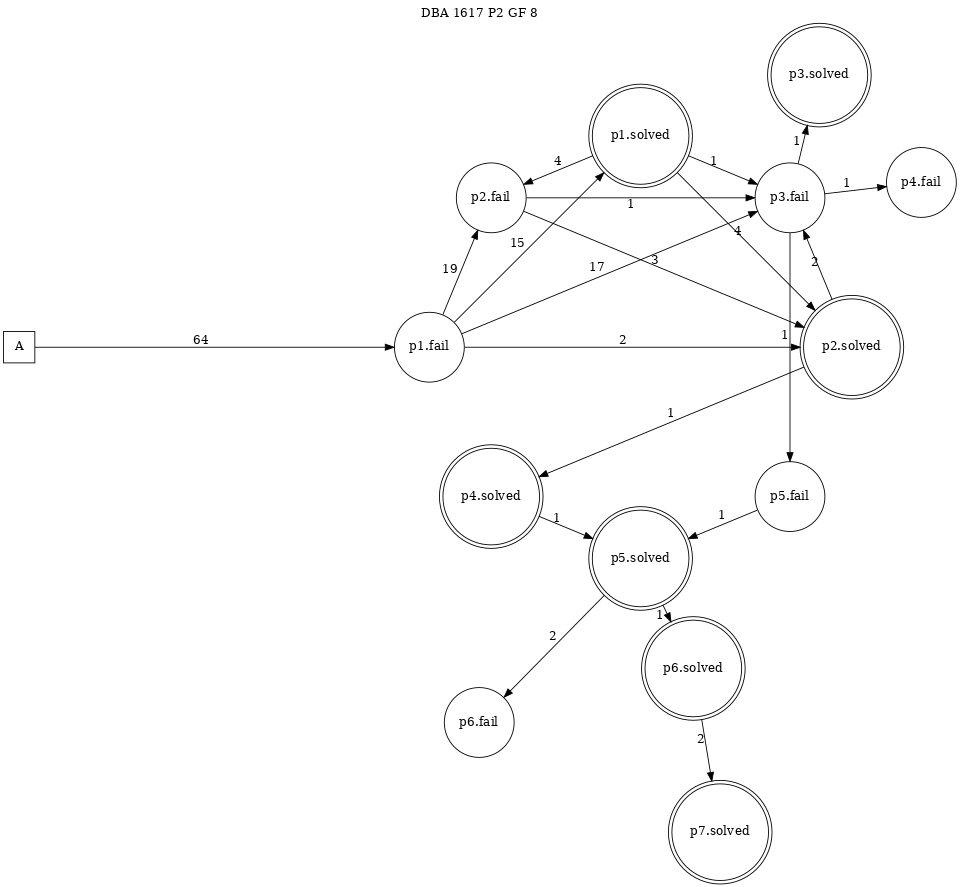 DBA 1617 P2 GF 8
p3.solved
p1.solved
1
4
1
p2.fail
p3.fail
1
p4.fail
1
15
4
19
17
3
2
A
64
p1.fail
2
1
p2.solved
1
p4.solved
1
p5.fail
1
p5.solved
2
1
p6.solved
p6.fail
2
p7.solved